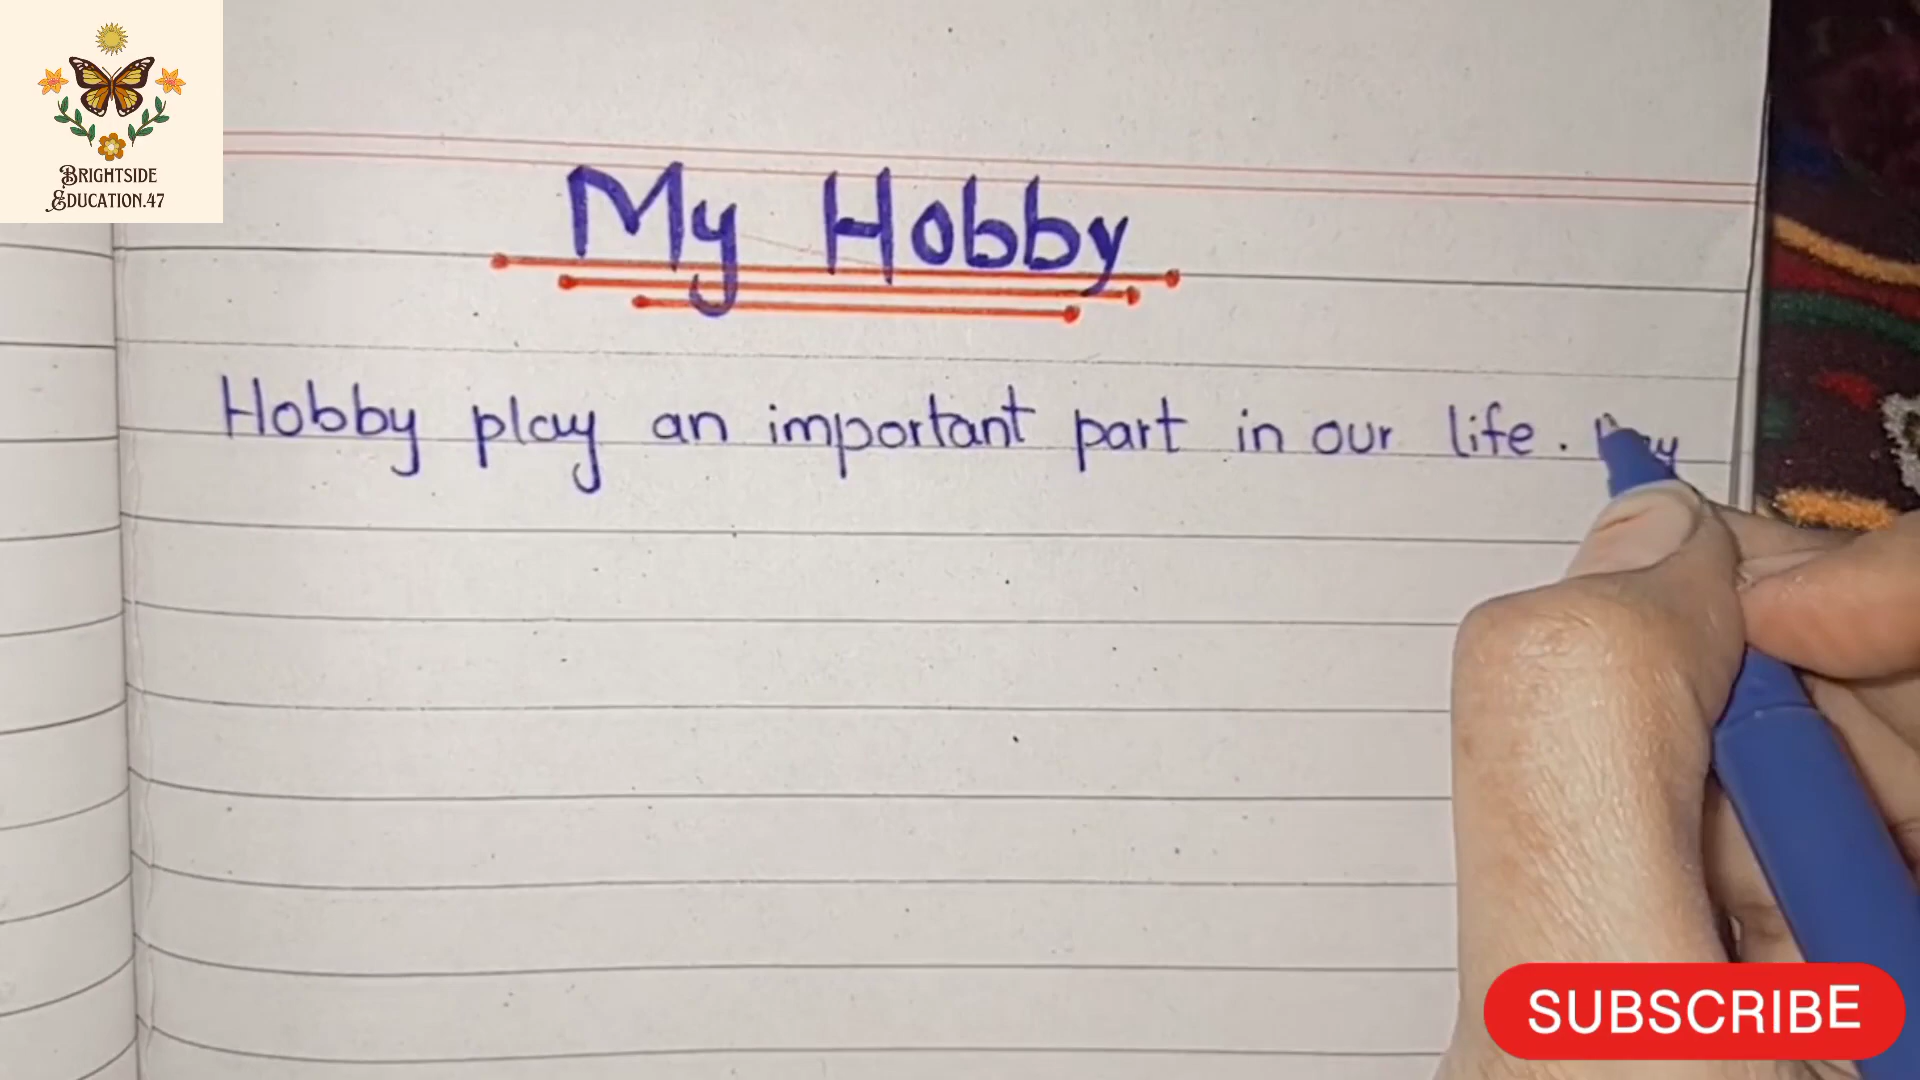 BRIGHTSIDE
EDUCATION.47
My Hobby
Hobby play an important part in our life.
SUBSCRIBE